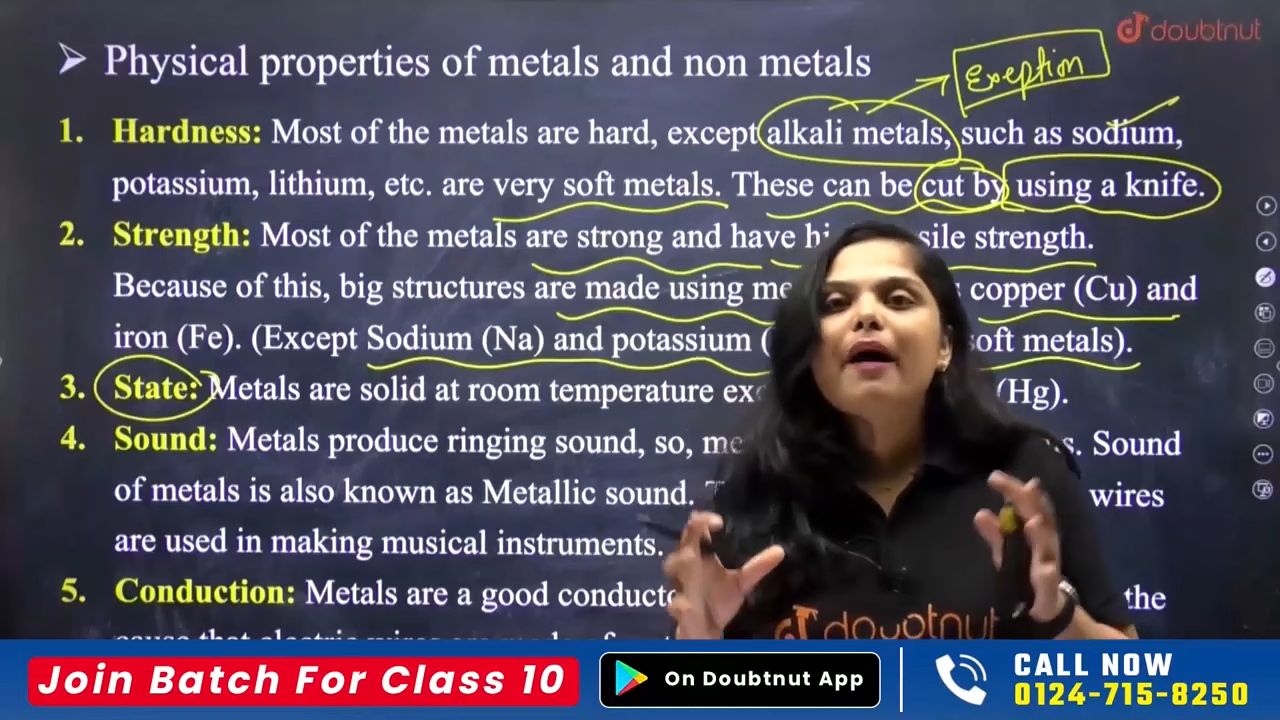 doubtnut
Physical properties of metals and non metals
Exeption
1. Hardness: Most of the metals are hard, except alkali metals, such as sodium,
potassium, lithium, etc. are very soft metals. These can be cut by using a knife.
2. Strength: Most of the metals are strong and have sile strength.
Because of this, big structures are made using copper (Cu) and
iron (Fe). (Except Sodium (Na) and potassium ( soft metals).
3. State: Metals are solid at room temperature (Hg).
4. Sound: Metals produce ringing sound, so, Sound
of metals is also known as Metallic sound. wires
are used in making musical instruments.
5. Conduction: Metals are a good the
doubtnut
Join Batch For Class 10
On Doubtnut App
CALL NOW
0124-715-8250